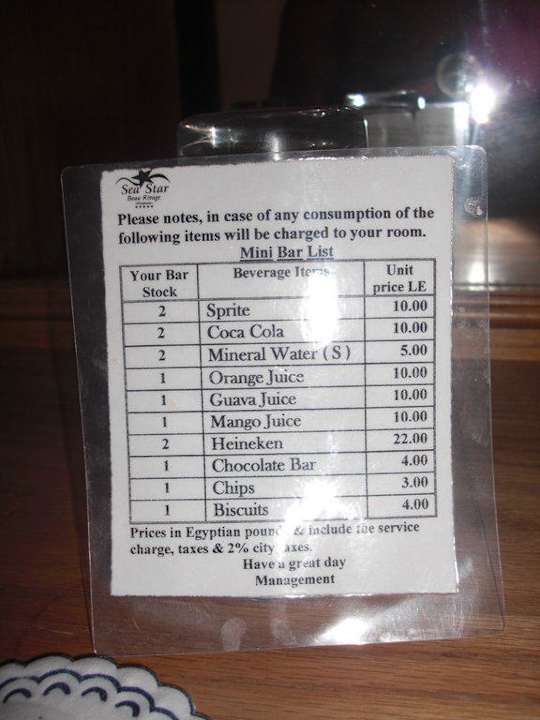 Sea Star
Beau Rivage
Please notes, in case of any consumption of the
following items will be charged to your room.
Mini Bar List
Your Bar Stock Beverage Items Unit price LE
2 Sprite 10.00
2 Coca Cola 10.00
2 Mineral Water ( S ) 5.00
1 Orange Juice 10.00
1 Guava Juice 10.00
1 Mango Juice 10.00
2 Heineken 22.00
1 Chocolate Bar 4.00
1 Chips 3.00
1 Biscuits 4.00
Prices in Egyptian pound & include the service
charge, taxes & 2% city taxes.
Have a great day
Management